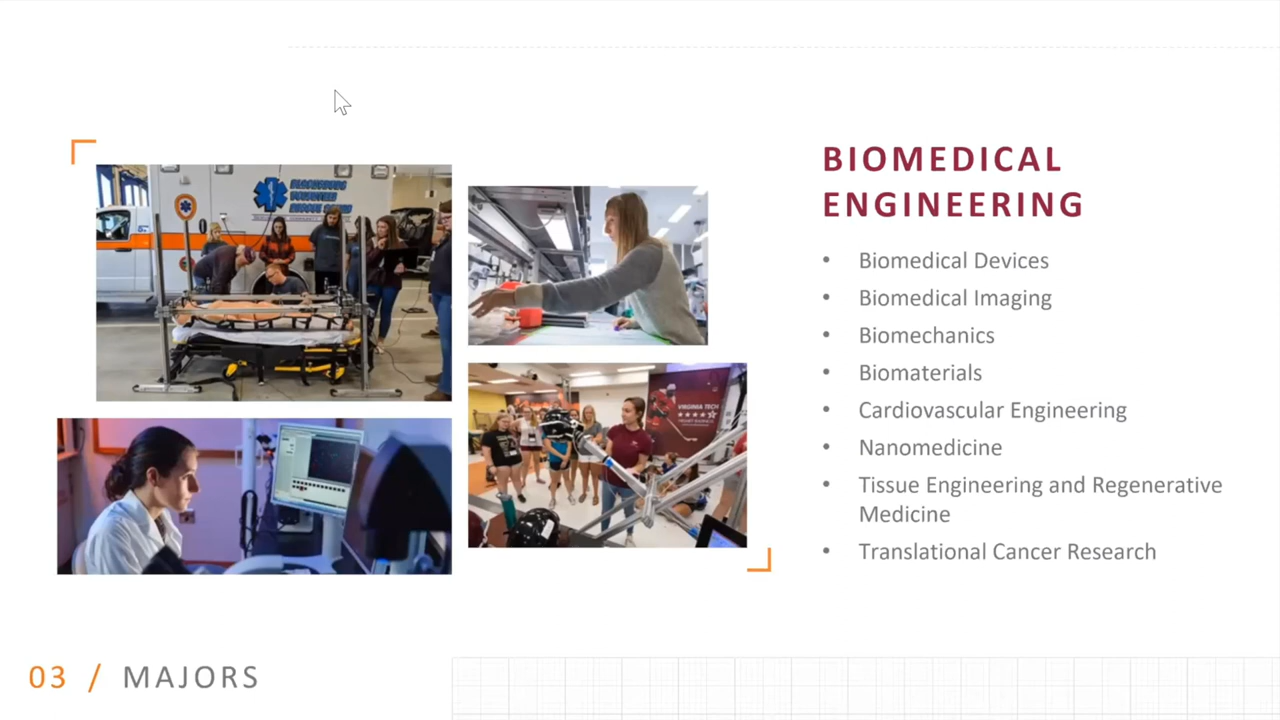 BIOMEDICAL
ENGINEERING
• Biomedical Devices
• Biomedical Imaging
• Biomechanics
• Biomaterials
• Cardiovascular Engineering
• Nanomedicine
• Tissue Engineering and Regenerative
Medicine
• Translational Cancer Research
VIRGINIA TECH
03 / MAJORS